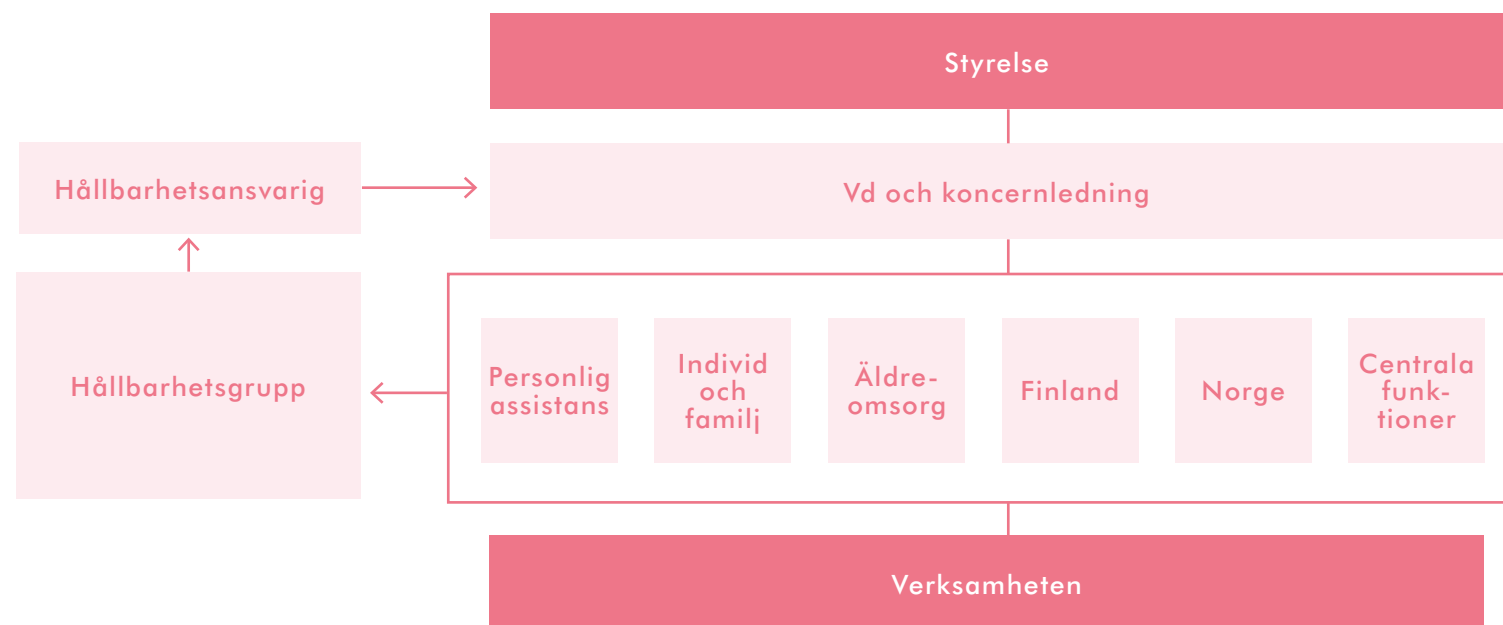 Styrelse
Hållbarhetsansvarig
Vd och koncernledning
Hållbarhetsgrupp
Personlig
assistans
Individ
och
familj
Äldre-
omsorg
Finland
Norge
Centrala
funk-
tioner
Verksamheten